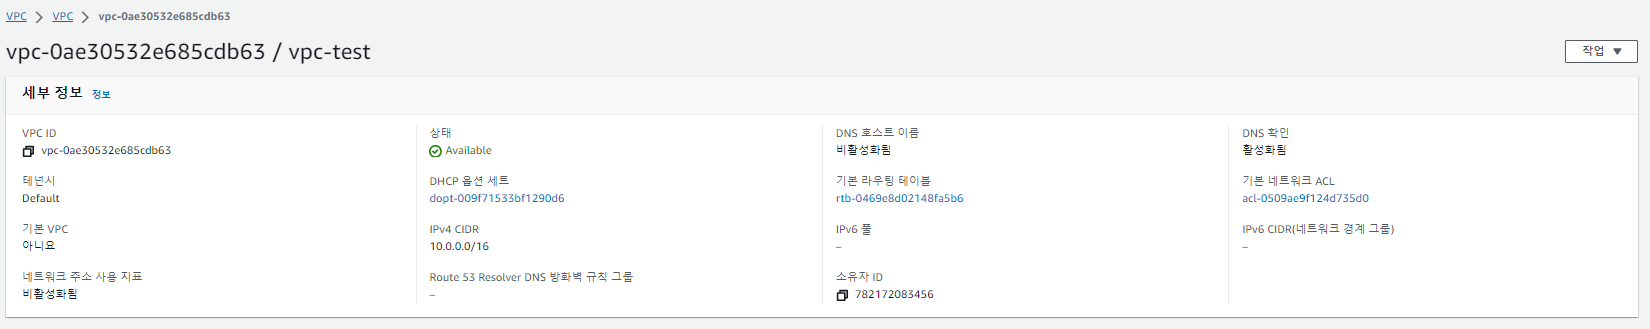 VPC > VPC > vpc-0ae30532e685cdb63
vpc-0ae30532e685cdb63 / vpc-test
작업
세부 정보 정보
VPC ID
vpc-0ae30532e685cdb63
상태
Available
DNS 호스트 이름
비활성화됨
DNS 확인
활성화됨
테넌시
Default
DHCP 옵션 세트
dopt-009f71533bf1290d6
기본 라우팅 테이블
rtb-0469e8d02148fa5b6
기본 네트워크 ACL
acl-0509ae9f124d735d0
기본 VPC
아니요
IPv4 CIDR
10.0.0.0/16
IPv6 풀
–
IPv6 CIDR(네트워크 경계 그룹)
–
네트워크 주소 사용 지표
비활성화됨
Route 53 Resolver DNS 방화벽 규칙 그룹
–
소유자 ID
782172083456